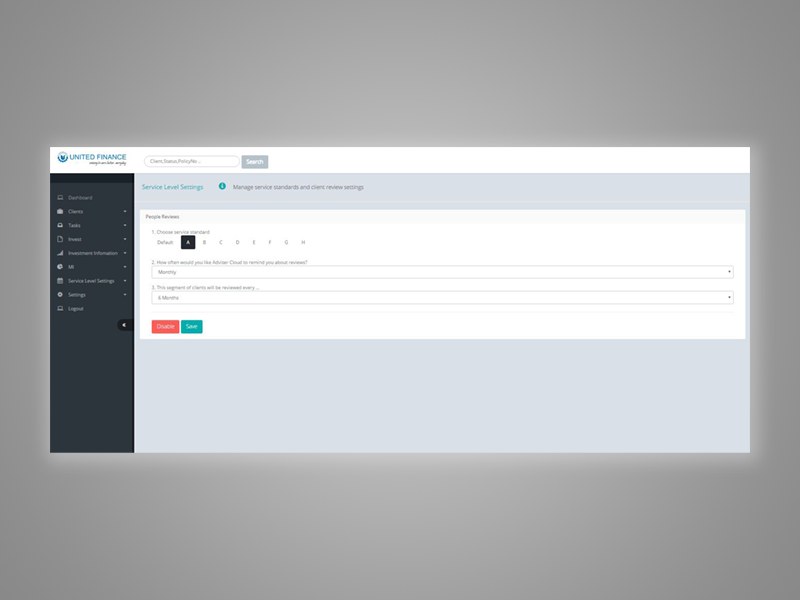 UNITED FINANCE
Client,Status,PolicyNo...
Search
Dashboard
Clients
Tasks
Invest
Investment Information
MI
Service Level Settings
Settings
Logout
Service Level Settings
Manage service standards and client review settings
People Reviews
1. Choose service standard
Default A B C D E F G H
2. How often would you like Adviser Cloud to remind you about reviews?
Monthly
3. This segment of clients will be reviewed every ...
6 Months
Disable Save